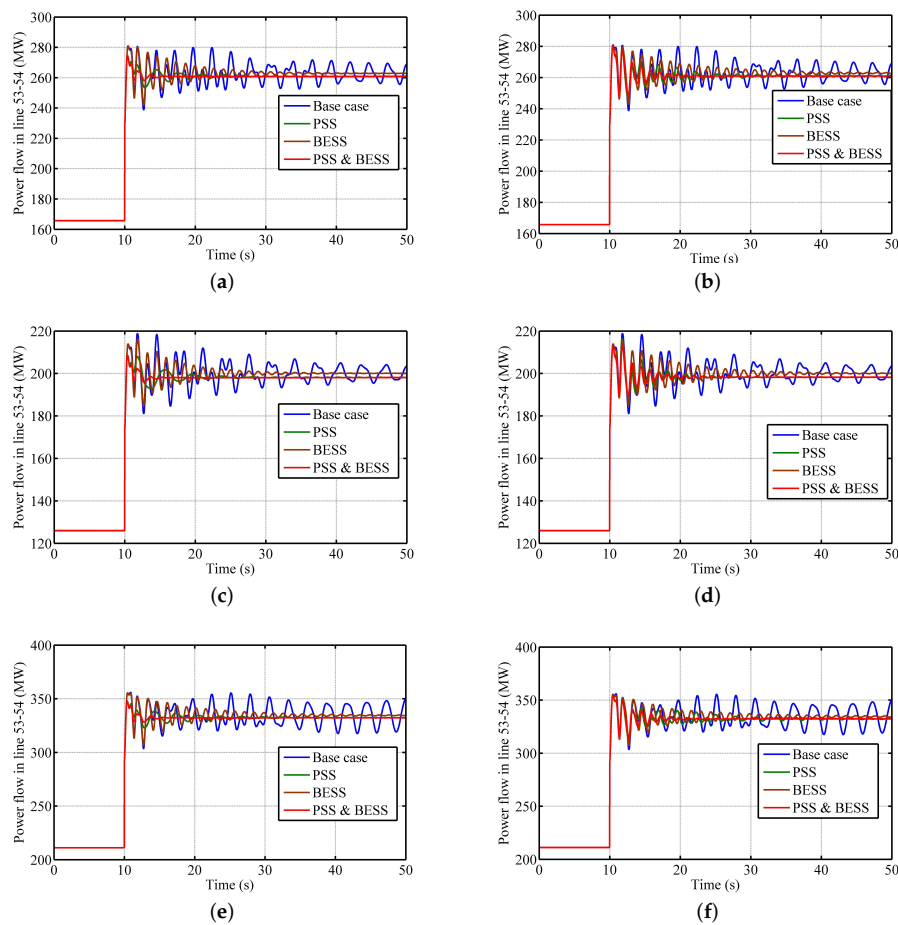 Power flow in line 53-54 (MW)
300
280
260
240
220
200
180
160
0 10 20 30 40 50
Time (s)
Base case
PSS
BESS
PSS & BESS
(a)
Power flow in line 53-54 (MW)
300
280
260
240
220
200
180
160
0 10 20 30 40 50
Time (s)
Base case
PSS
BESS
PSS & BESS
(b)
Power flow in line 53-54 (MW)
220
200
180
160
140
120
0 10 20 30 40 50
Time (s)
Base case
PSS
BESS
PSS & BESS
(c)
Power flow in line 53-54 (MW)
220
200
180
160
140
120
0 10 20 30 40 50
Time (s)
Base case
PSS
BESS
PSS & BESS
(d)
Power flow in line 53-54 (MW)
400
350
300
250
200
0 10 20 30 40 50
Time (s)
Base case
PSS
BESS
PSS & BESS
(e)
Power flow in line 53-54 (MW)
400
350
300
250
200
0 10 20 30 40 50
Time (s)
Base case
PSS
BESS
PSS & BESS
(f)